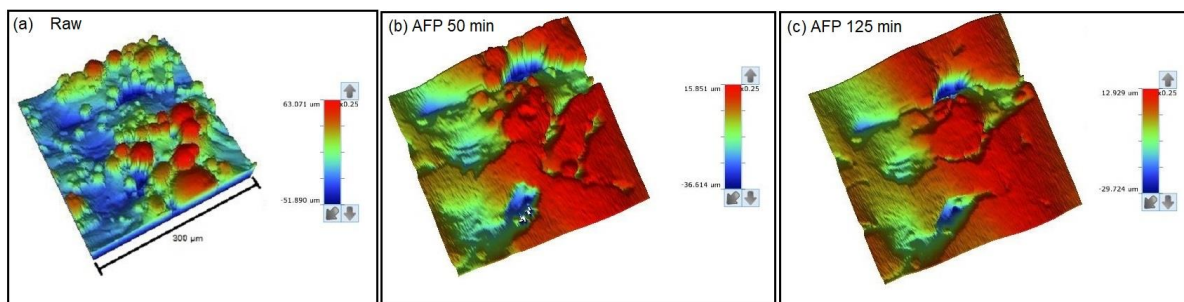 (a) Raw
63.071 um
x0.25
-51.890 um
300 µm
(b) AFP 50 min
15.851 um
x0.25
-36.614 um
(c) AFP 125 min
12.929 um
x0.25
-29.724 um